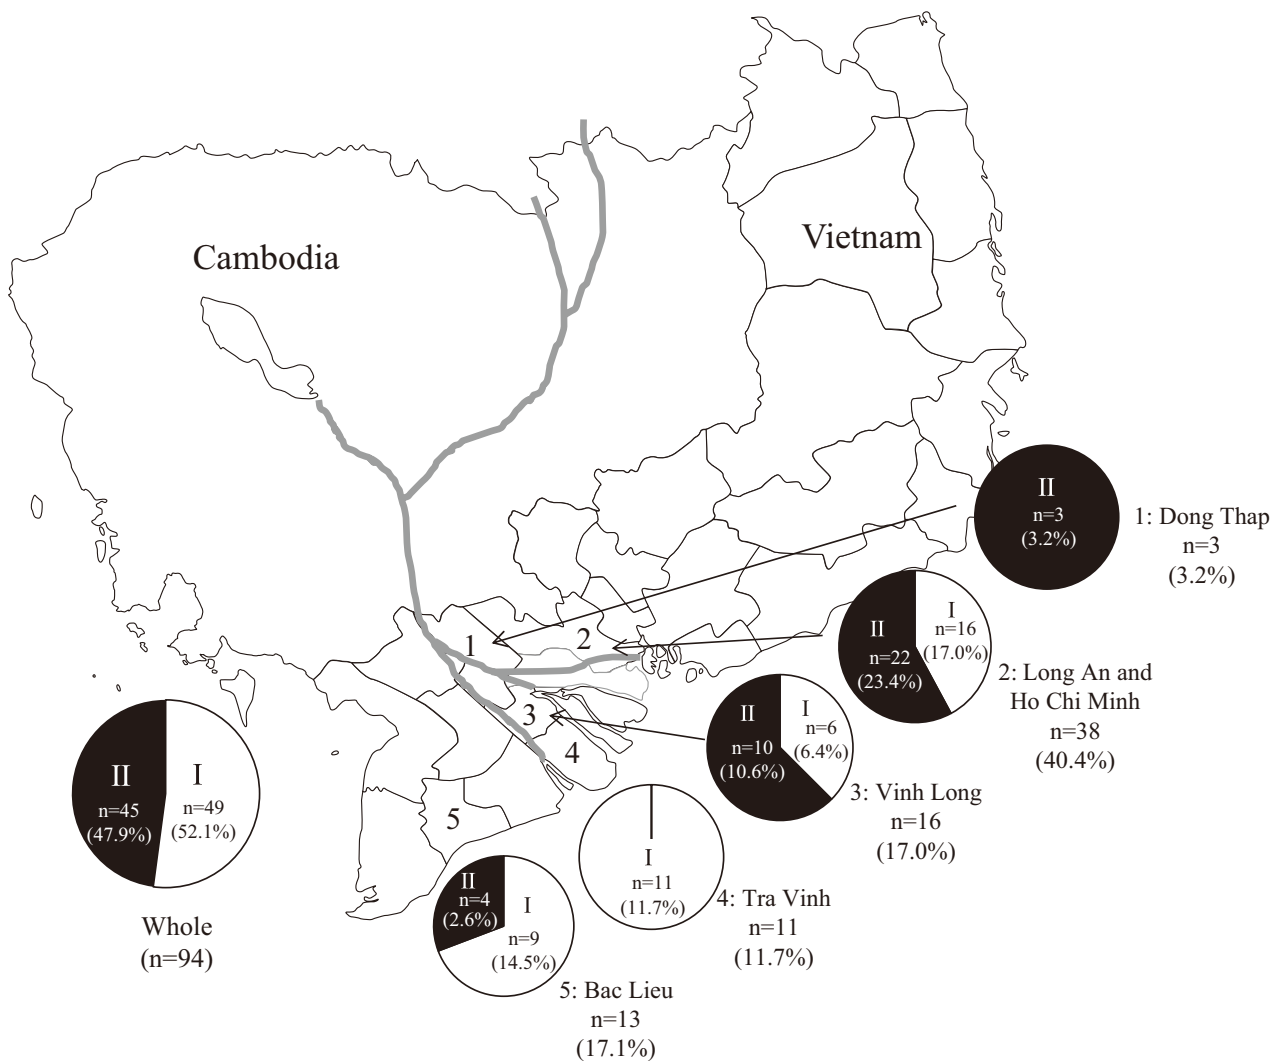 Cambodia
Vietnam
II
n=3
(3.2%)
1: Dong Thap
n=3
(3.2%)
1
2
3
4
5
II
n=22
(23.4%)
I
n=16
(17.0%)
2: Long An and
Ho Chi Minh
n=38
(40.4%)
II
n=10
(10.6%)
I
n=6
(6.4%)
3: Vinh Long
n=16
(17.0%)
II
n=45
(47.9%)
I
n=49
(52.1%)
Whole
(n=94)
I
n=11
(11.7%)
4: Tra Vinh
n=11
(11.7%)
II
n=4
(2.6%)
I
n=9
(14.5%)
5: Bac Lieu
n=13
(17.1%)